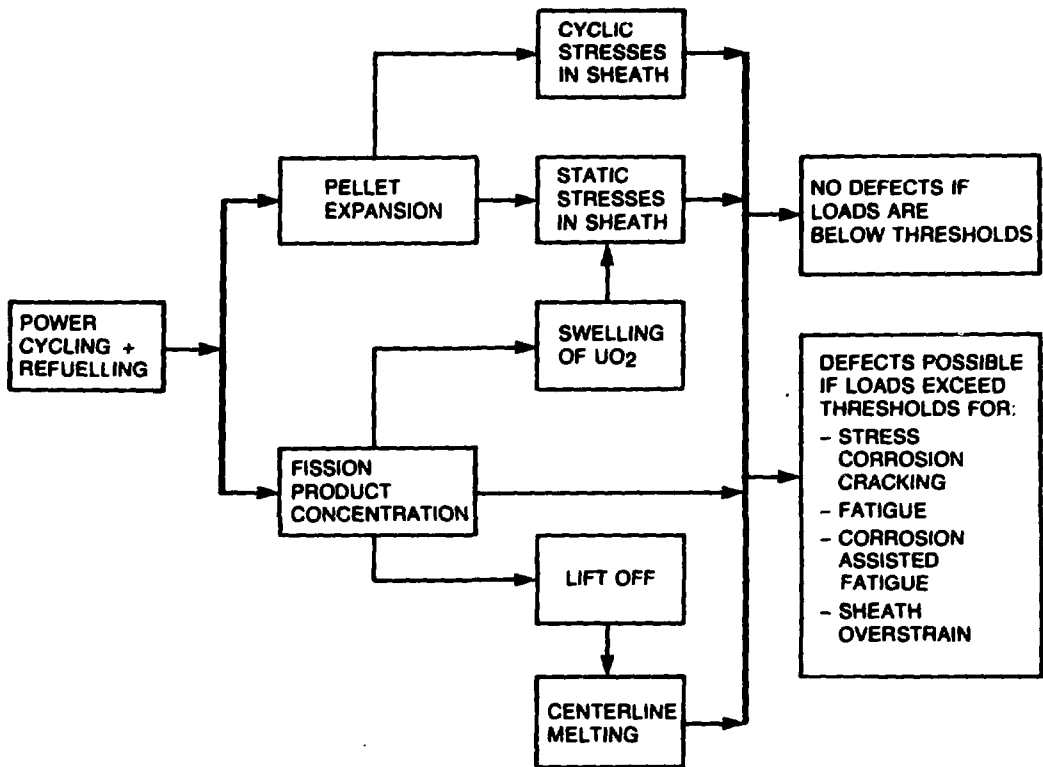 CYCLIC
STRESSES
IN SHEATH
PELLET
EXPANSION
STATIC
STRESSES
IN SHEATH
NO DEFECTS IF
LOADS ARE
BELOW THRESHOLDS
POWER
CYCLING +
REFUELLING
SWELLING
OF UO₂
DEFECTS POSSIBLE
IF LOADS EXCEED
THRESHOLDS FOR:
– STRESS
CORROSION
CRACKING
– FATIGUE
– CORROSION
ASSISTED
FATIGUE
– SHEATH
OVERSTRAIN
FISSION
PRODUCT
CONCENTRATION
LIFT OFF
CENTERLINE
MELTING